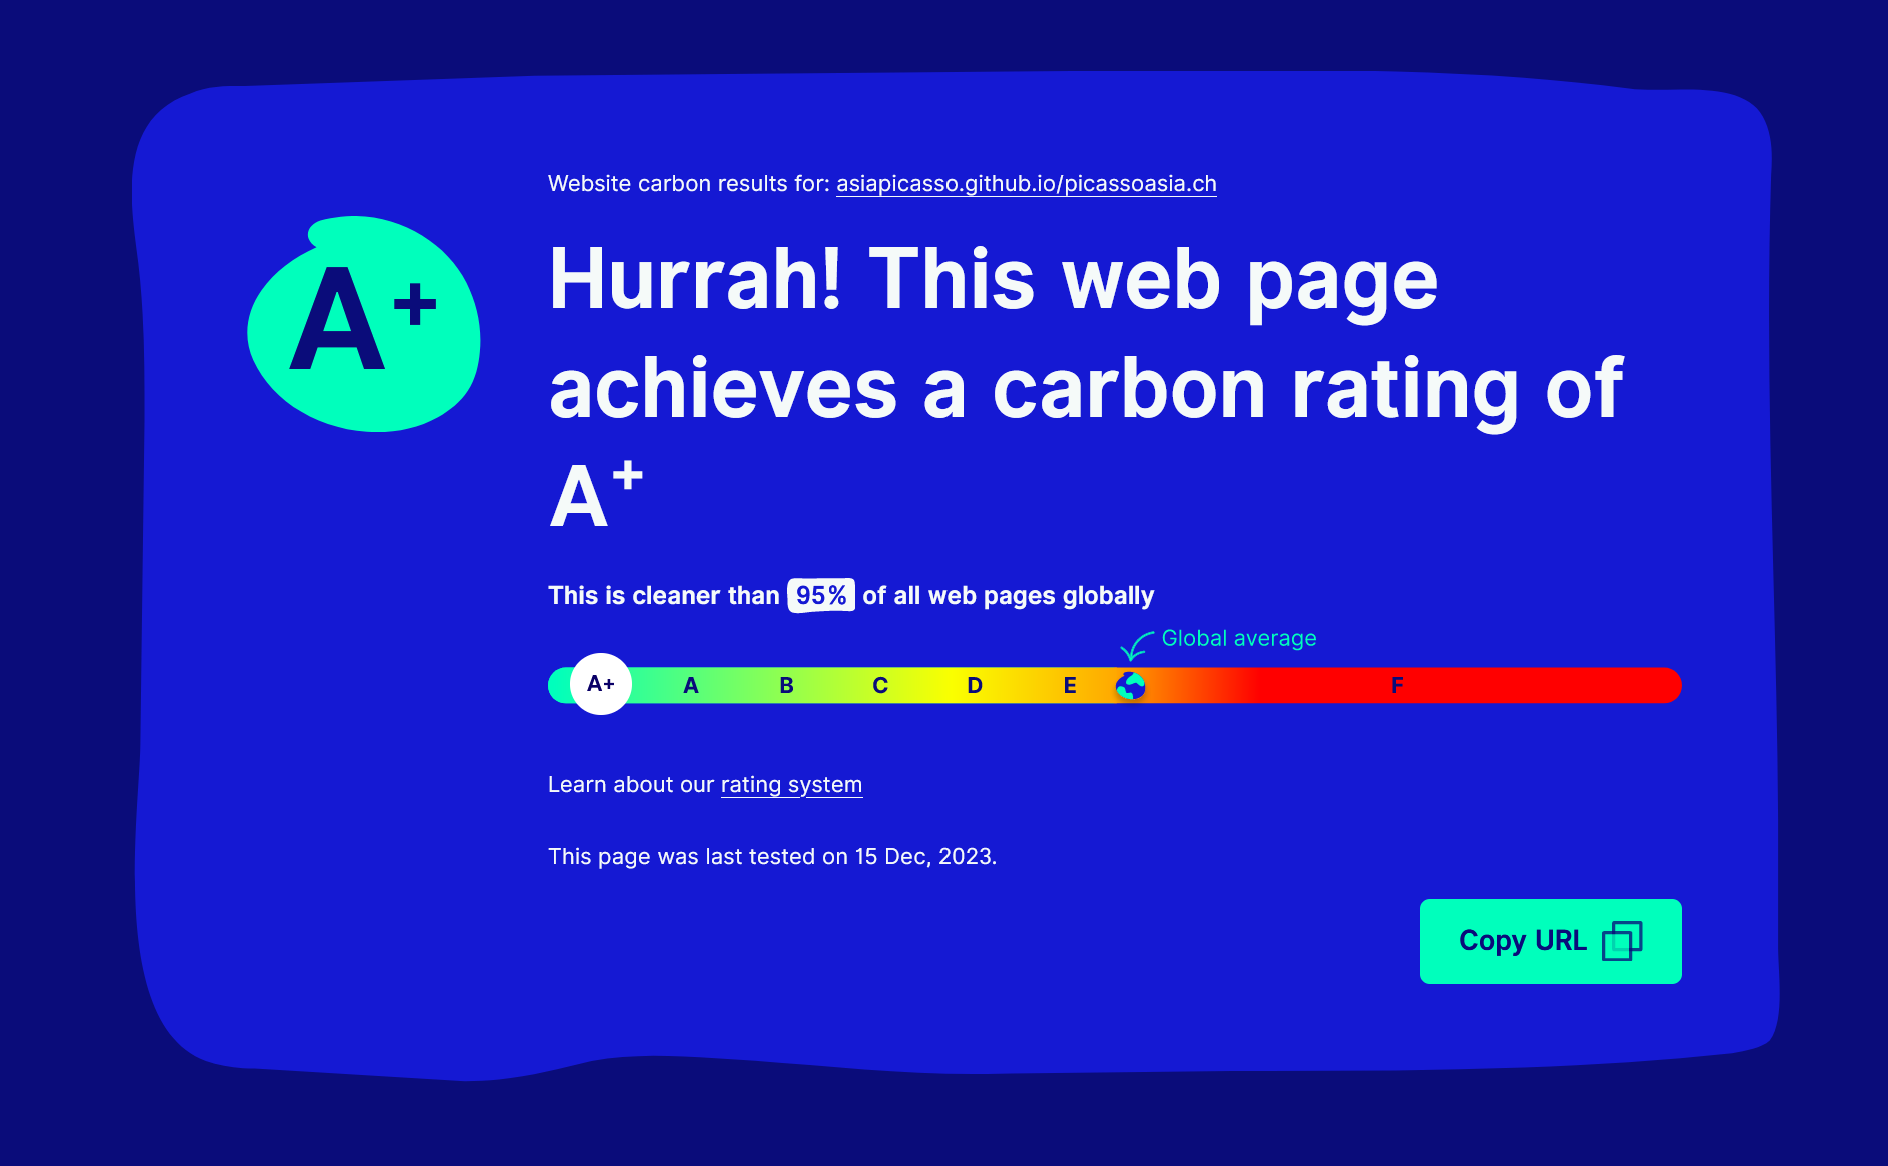 Website carbon results for: asiapicasso.github.io/picassoasia.ch
A+
Hurrah! This web page
achieves a carbon rating of
A+
This is cleaner than 95% of all web pages globally
Global average
A+ A B C D E F
Learn about our rating system
This page was last tested on 15 Dec, 2023.
Copy URL